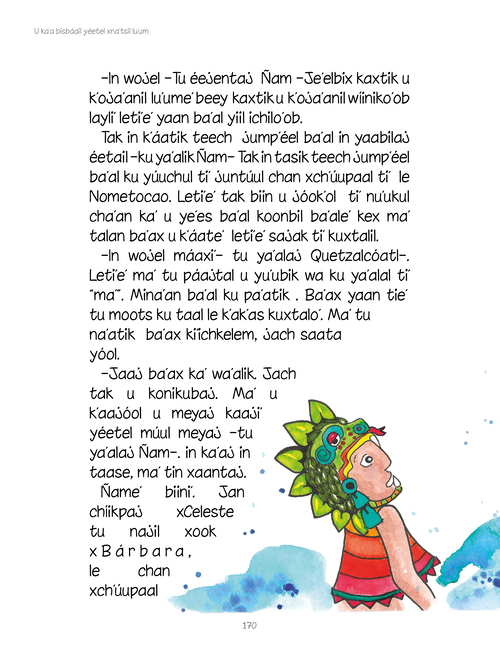 U ka'a bisbáail yéetel xna'tsil lu'um
–In wojel –Tu éejentaj Ñam –Je'elbix kaxtik u
k'oja'anil lu'ume' beey kaxtik u k'oja'anil wíiniko'ob
layli' leti'e' yaan ba'al yiil ichilo'ob.
Tak in k'áatik teech jump'éel ba'al in yaabilaj
éetail –ku ya'alik Ñam– Tak in tasik teech jump'éel
ba'al ku yúuchul ti' juntúul chan xch'úupaal ti' le
Nometocao. Leti'e' tak biin u jóok'ol ti' nu'ukul
cha'an ka' u ye'es ba'al koonbil ba'ale' kex ma'
talan ba'ax u k'áate' leti'e' sajak ti' kuxtalil.
–In wojel máaxi'– tu ya'alaj Quetzalcóatl–.
Leti'e' ma' tu páajtal u yu'ubik wa ku ya'alal ti'
"ma'". Mina'an ba'al ku pa'atik . Ba'ax yaan tie'
tu moots ku taal le k'ak'as kuxtalo'. Ma' tu
na'atik ba'ax ki'ichkelem, jach saata
yóol.
–Jaaj ba'ax ka' wa'alik. Jach
tak u konikubaj. Ma' u
k'aajóol u meyaj kaaji'
yéetel múul meyaj –tu
ya'alaj Ñam–. in ka'aj in
taase, ma' tin xaantaj.
Ñame' biini'. Jan
chíikpaj xCeleste
tu najil xook
xBárbara,
le chan
xch'úupaal
170